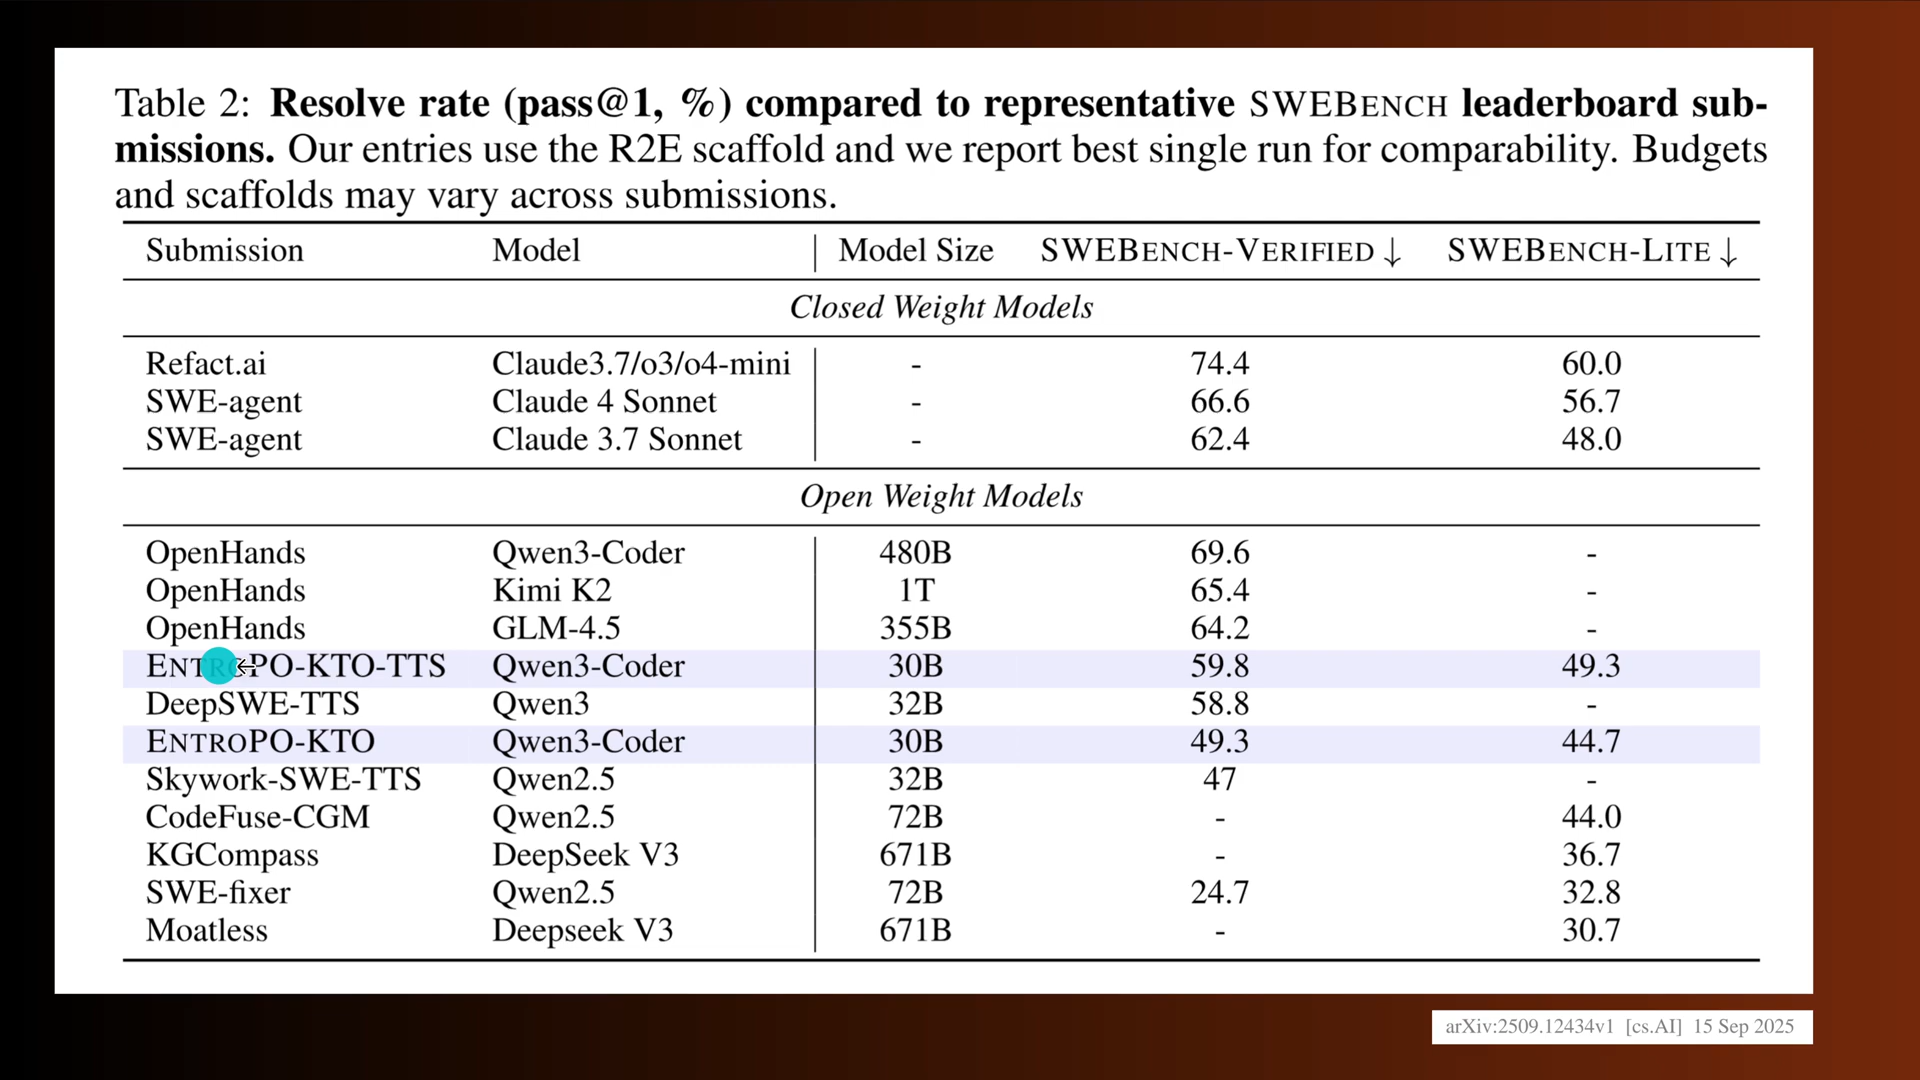 Table 2: Resolve rate (pass@1, %) compared to representative SWEBENCH leaderboard sub-
missions. Our entries use the R2E scaffold and we report best single run for comparability. Budgets
and scaffolds may vary across submissions.
Submission Model Model Size SWEBENCH-VERIFIED ↓ SWEBENCH-LITE ↓
Closed Weight Models
Refact.ai Claude3.7/o3/o4-mini - 74.4 60.0
SWE-agent Claude 4 Sonnet - 66.6 56.7
SWE-agent Claude 3.7 Sonnet - 62.4 48.0
Open Weight Models
OpenHands Qwen3-Coder 480B 69.6 -
OpenHands Kimi K2 1T 65.4 -
OpenHands GLM-4.5 355B 64.2 -
ENTROPO-KTO-TTS Qwen3-Coder 30B 59.8 49.3
DeepSWE-TTS Qwen3 32B 58.8 -
ENTROPO-KTO Qwen3-Coder 30B 49.3 44.7
Skywork-SWE-TTS Qwen2.5 32B 47 -
CodeFuse-CGM Qwen2.5 72B - 44.0
KGCompass DeepSeek V3 671B - 36.7
SWE-fixer Qwen2.5 72B 24.7 32.8
Moatless Deepseek V3 671B - 30.7
arXiv:2509.12434v1 [cs.AI] 15 Sep 2025